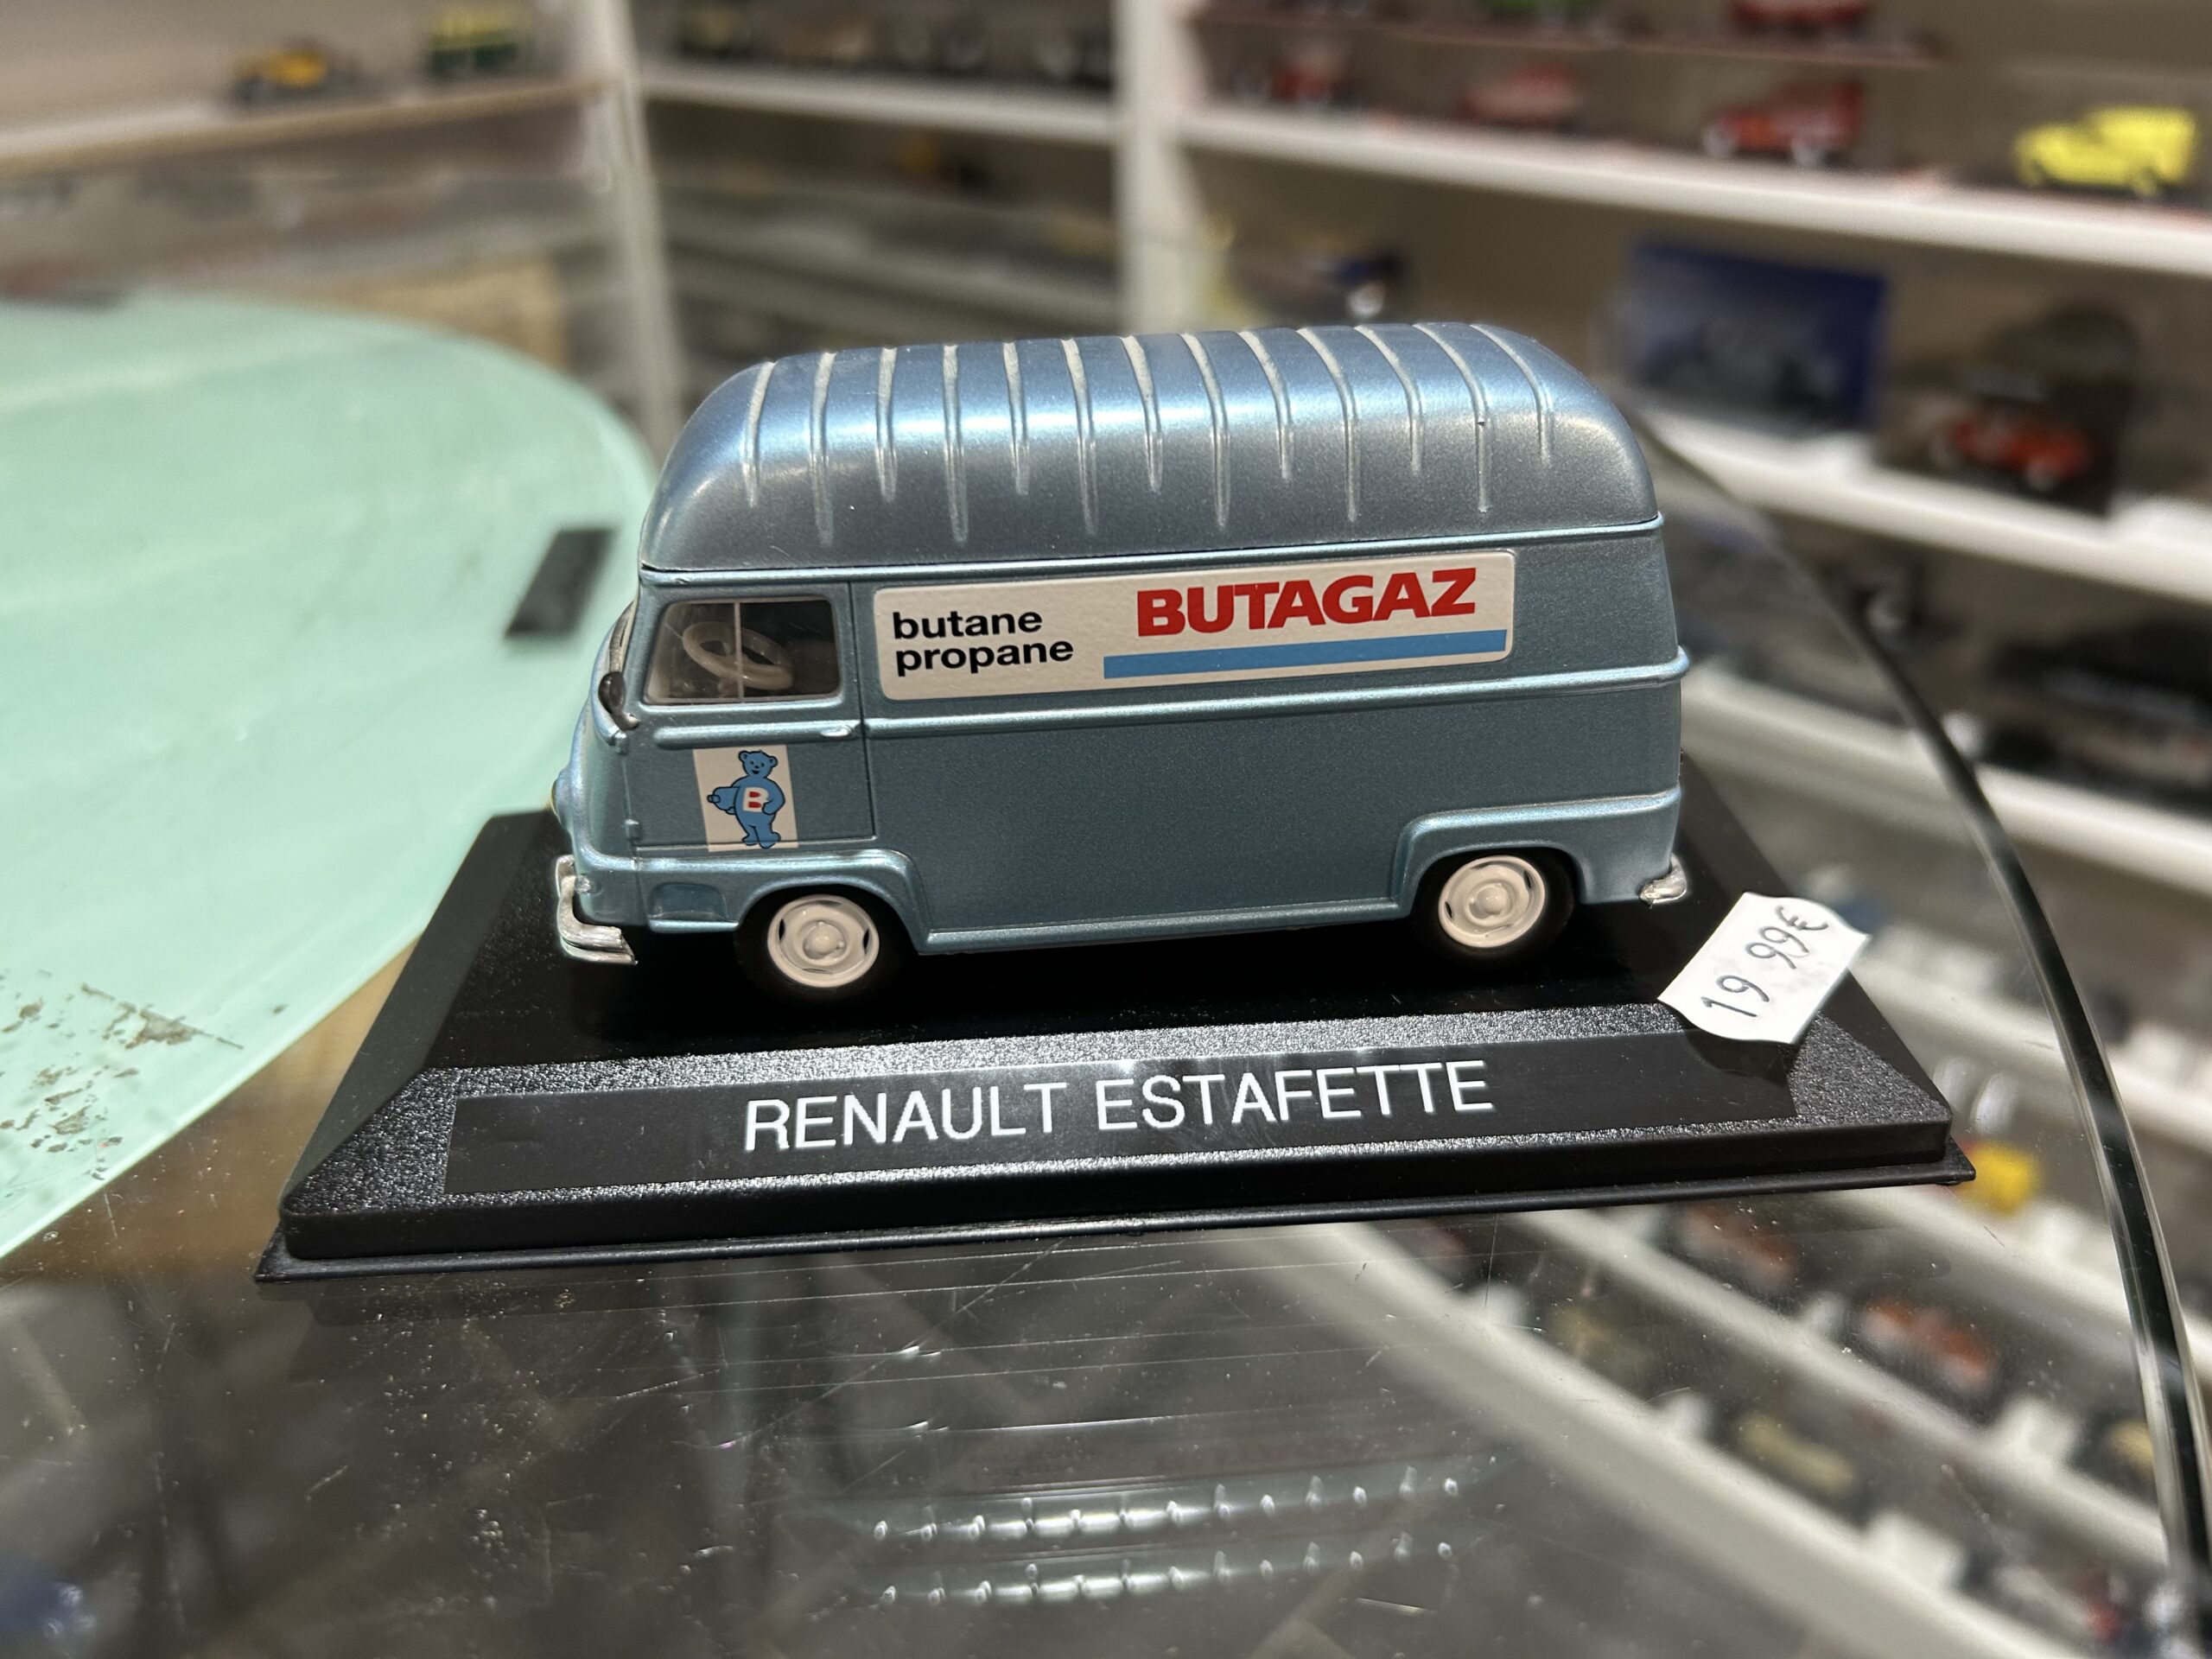 butane
propane
BUTAGAZ
B
19 99€
RENAULT ESTAFETTE